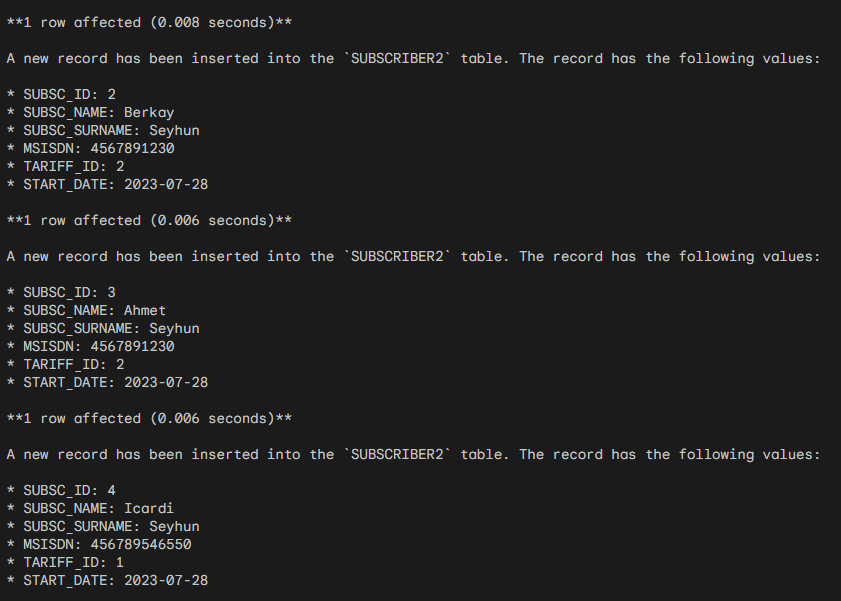 **1 row affected (0.008 seconds)**
A new record has been inserted into the `SUBSCRIBER2` table. The record has the following values:
* SUBSC_ID: 2
* SUBSC_NAME: Berkay
* SUBSC_SURNAME: Seyhun
* MSISDN: 4567891230
* TARIFF_ID: 2
* START_DATE: 2023-07-28
**1 row affected (0.006 seconds)**
A new record has been inserted into the `SUBSCRIBER2` table. The record has the following values:
* SUBSC_ID: 3
* SUBSC_NAME: Ahmet
* SUBSC_SURNAME: Seyhun
* MSISDN: 4567891230
* TARIFF_ID: 2
* START_DATE: 2023-07-28
**1 row affected (0.006 seconds)**
A new record has been inserted into the `SUBSCRIBER2` table. The record has the following values:
* SUBSC_ID: 4
* SUBSC_NAME: Icardi
* SUBSC_SURNAME: Seyhun
* MSISDN: 456789546550
* TARIFF_ID: 1
* START_DATE: 2023-07-28